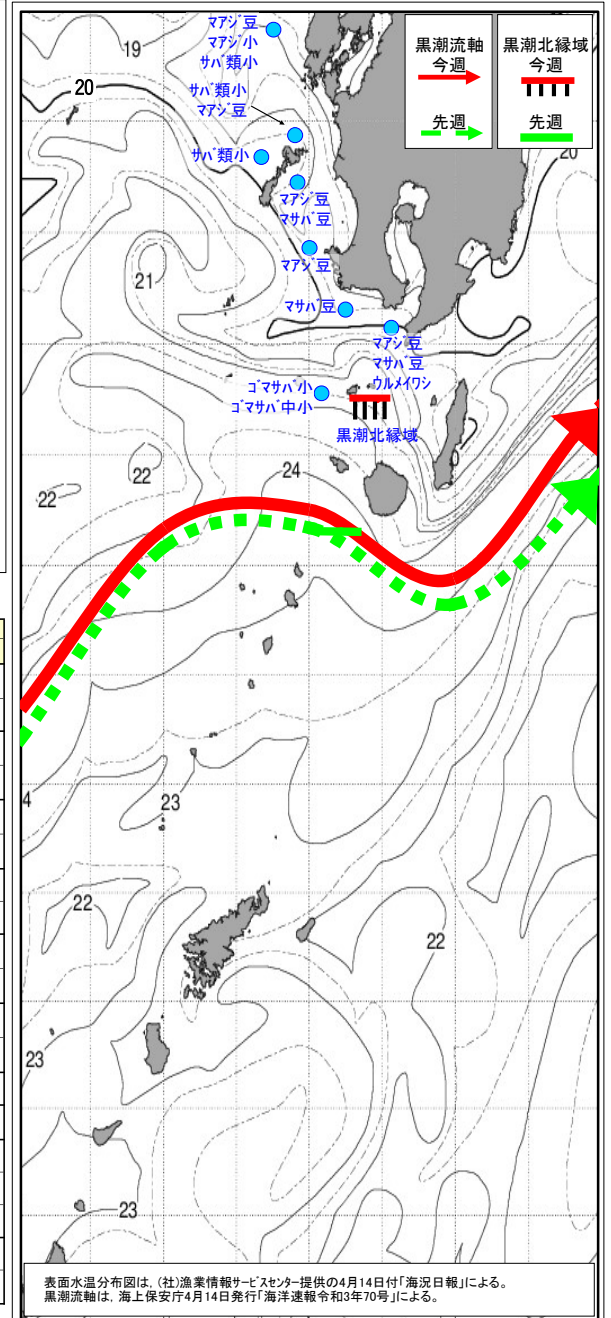 黒潮流軸
今週
先週
黒潮北縁域
今週
先週
19
20
マアジ豆
マアジ小
サバ類小
サバ類小
マアジ豆
サバ類小
マアジ豆
マサバ豆
マアジ豆
マサバ豆
マアジ豆
マサバ豆
ウルメイワシ
ゴマサバ小
ゴマサバ中小
黒潮北縁域
20
21
22
22
24
4
23
22
22
23
23
表面水温分布図は,(社)漁業情報サービスセンター提供の4月14日付「海況日報」による。
黒潮流軸は,海上保安庁4月14日発行「海洋速報令和3年70号」による。